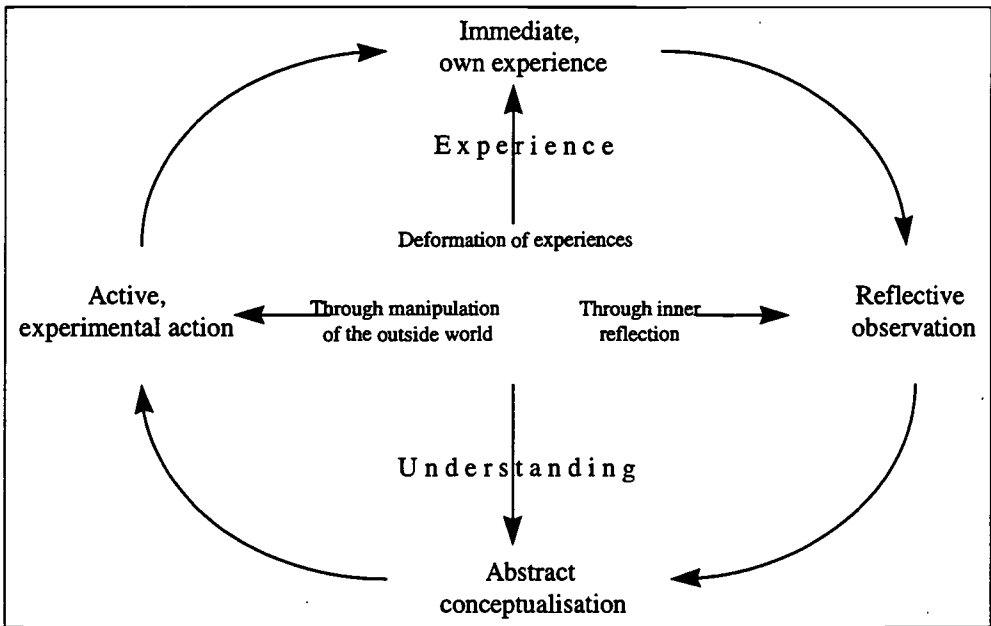 Immediate,
own experience
Experience
Deformation of experiences
Active,
experimental action
Through manipulation
of the outside world
Through inner
reflection
Reflective
observation
Understanding
Abstract
conceptualisation